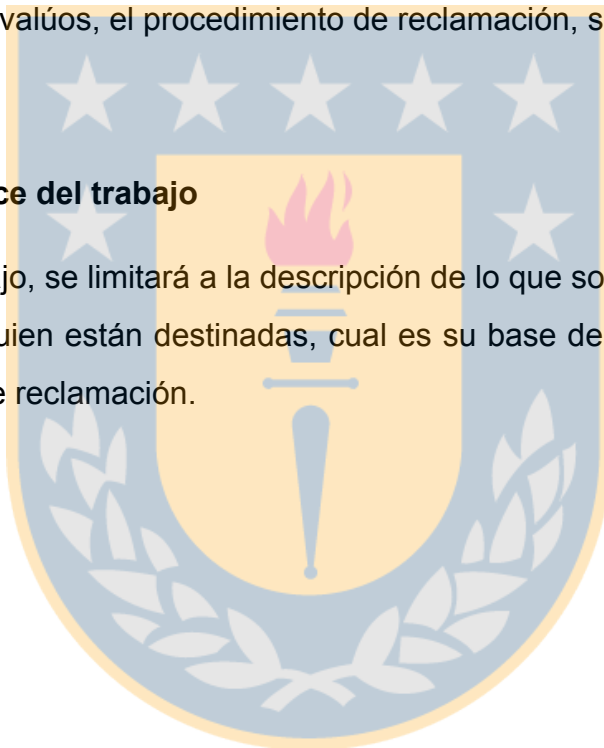 valúos, el procedimiento de reclamación, s
ce del trabajo
jo, se limitará a la descripción de lo que so
uien están destinadas, cual es su base de
e reclamación.